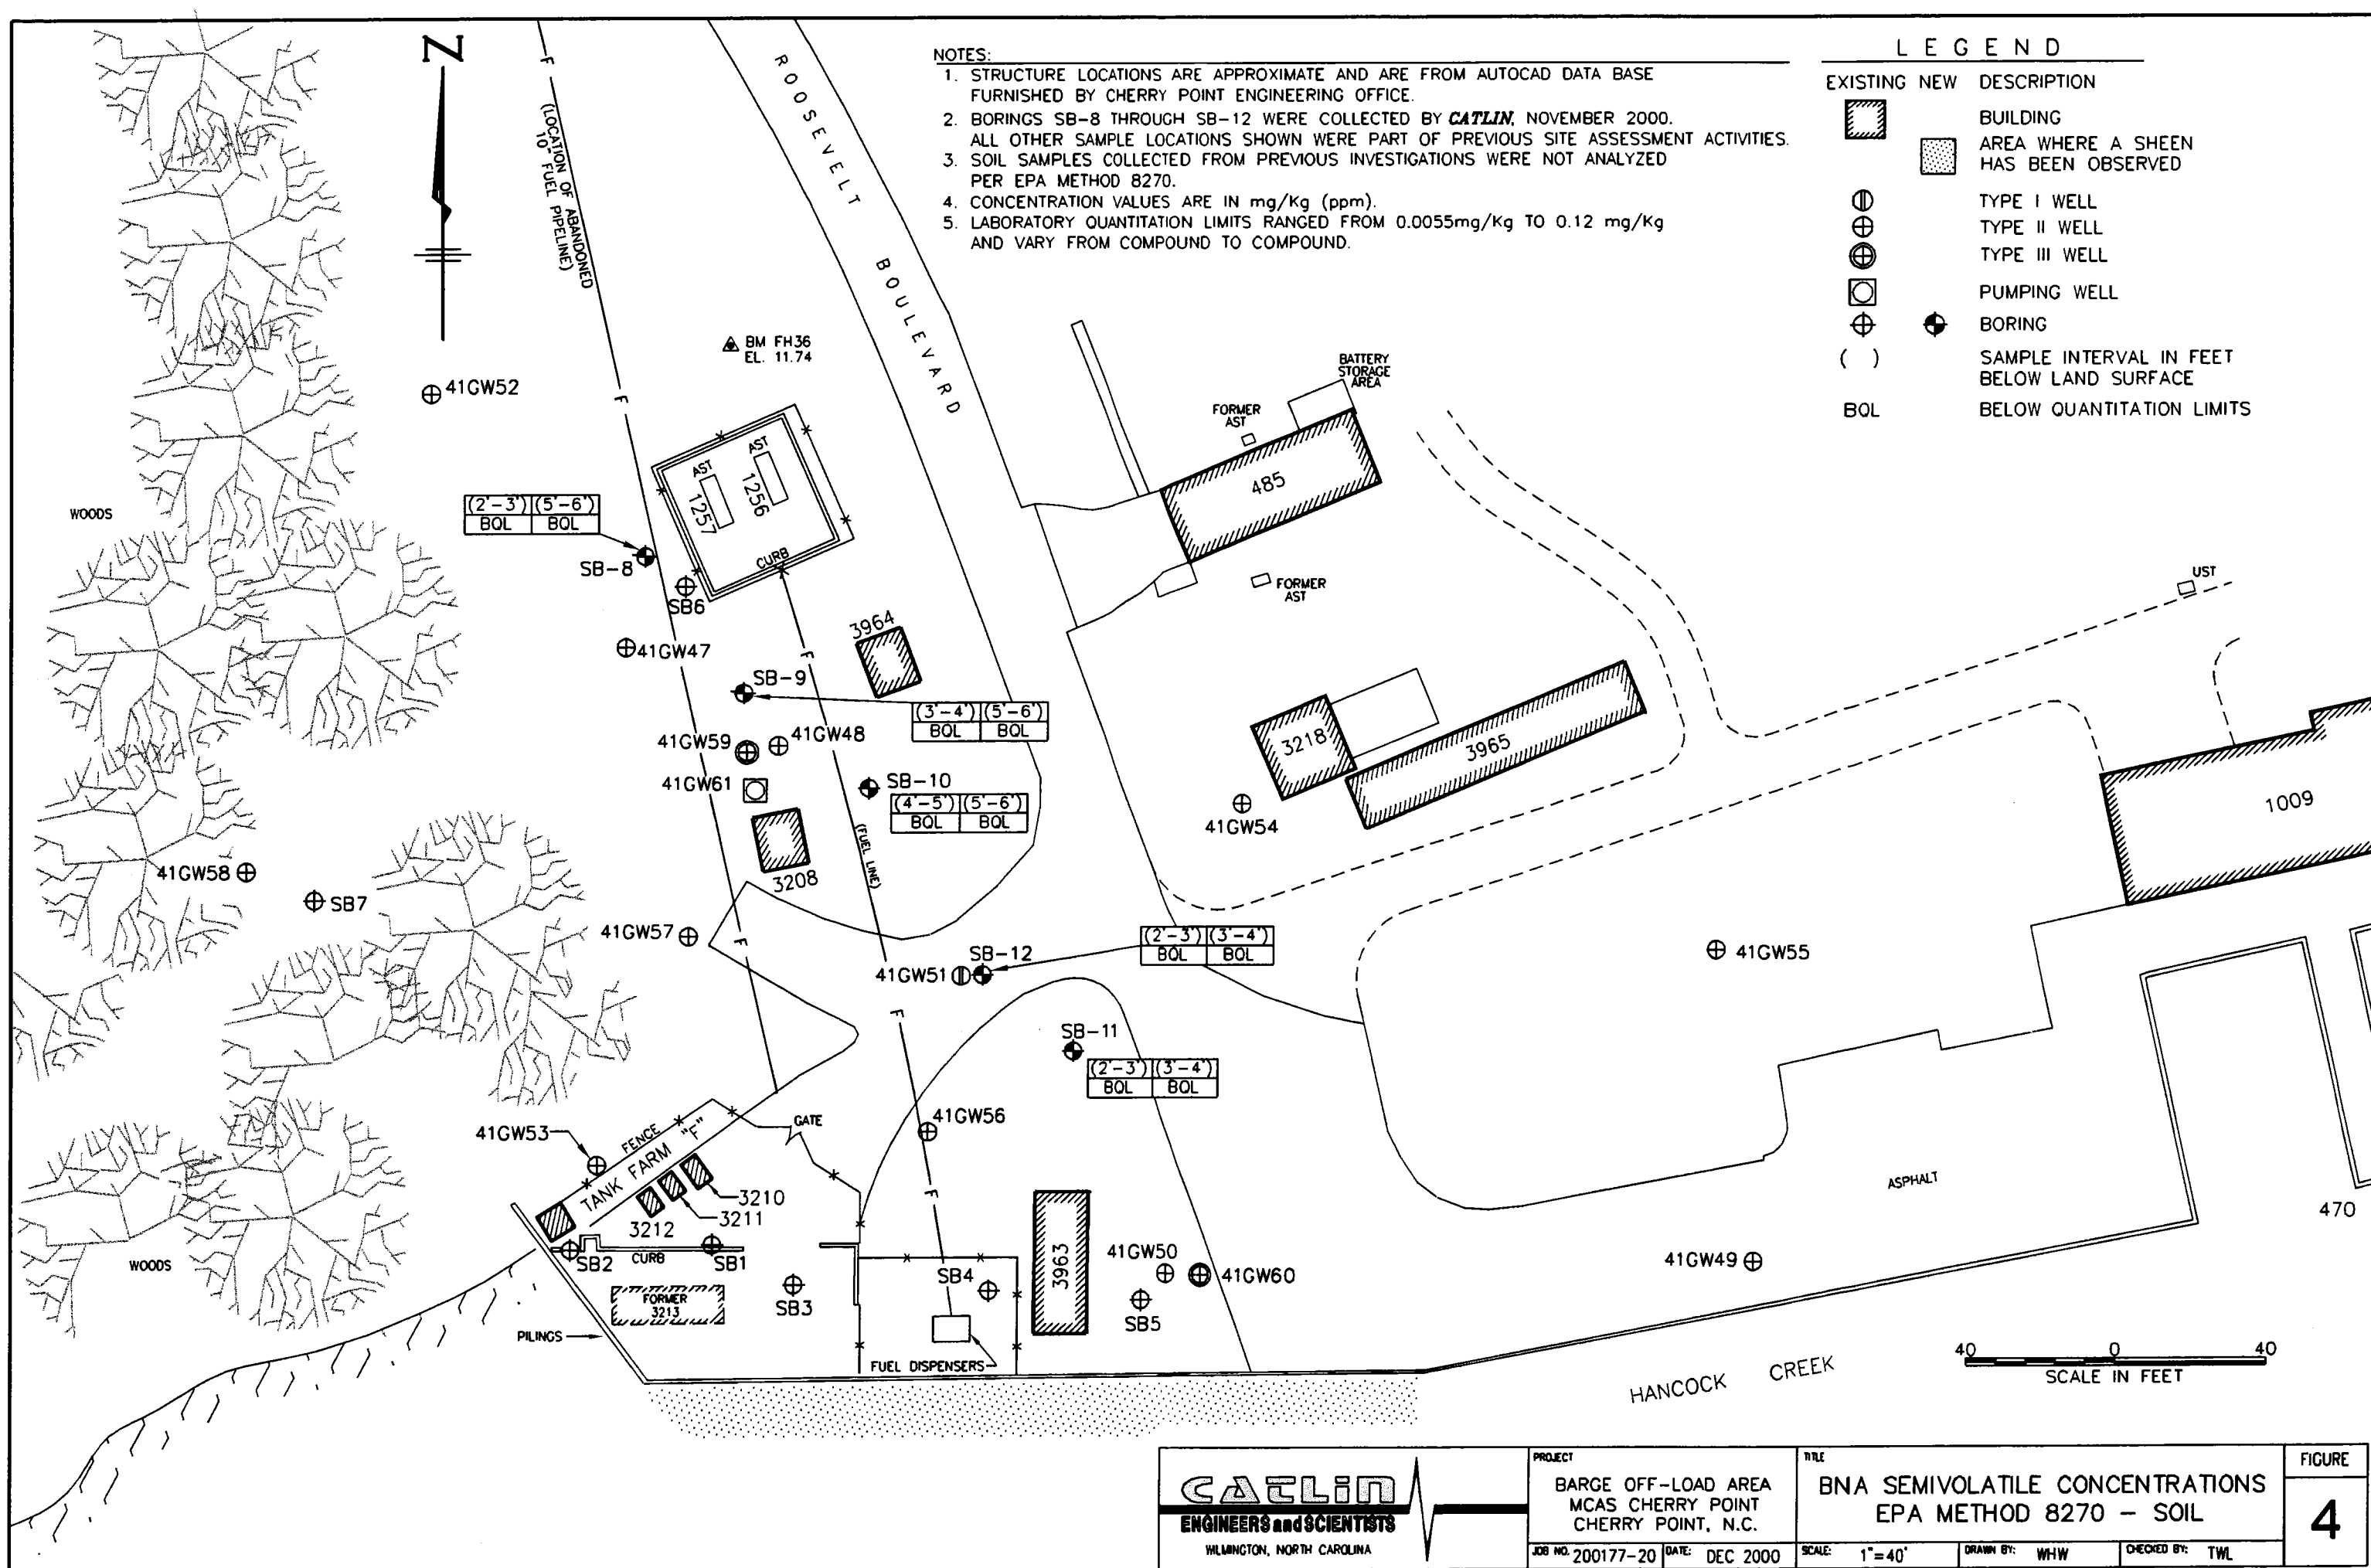 N
F
(LOCATION OF ABANDONED
10" FUEL PIPELINE)
ROOSEVELT BOULEVARD
NOTES:
1. STRUCTURE LOCATIONS ARE APPROXIMATE AND ARE FROM AUTOCAD DATA BASE
FURNISHED BY CHERRY POINT ENGINEERING OFFICE.
2. BORINGS SB-8 THROUGH SB-12 WERE COLLECTED BY CATLIN, NOVEMBER 2000.
ALL OTHER SAMPLE LOCATIONS SHOWN WERE PART OF PREVIOUS SITE ASSESSMENT ACTIVITIES.
3. SOIL SAMPLES COLLECTED FROM PREVIOUS INVESTIGATIONS WERE NOT ANALYZED
PER EPA METHOD 8270.
4. CONCENTRATION VALUES ARE IN mg/Kg (ppm).
5. LABORATORY QUANTITATION LIMITS RANGED FROM 0.0055mg/Kg TO 0.12 mg/Kg
AND VARY FROM COMPOUND TO COMPOUND.
LEGEND
EXISTING NEW DESCRIPTION
BUILDING
AREA WHERE A SHEEN
HAS BEEN OBSERVED
TYPE I WELL
TYPE II WELL
TYPE III WELL
PUMPING WELL
BORING
( ) SAMPLE INTERVAL IN FEET
BELOW LAND SURFACE
BQL BELOW QUANTITATION LIMITS
BM FH36
EL. 11.74
41GW52
F
F
BATTERY
STORAGE
AREA
FORMER
AST
485
FORMER
AST
AST
1257
AST
1256
CURB
WOODS
(2'-3') (5'-6')
BQL BQL
SB-8
SB6
UST
3964
41GW47
F
F
SB-9
(3'-4') (5'-6')
BQL BQL
41GW59
41GW48
41GW61
SB-10
(4'-5') (5'-6')
BQL BQL
(FUEL LINE)
3208
3218
3965
41GW54
1009
41GW58
SB7
41GW57
F
F
SB-12
41GW51
(2'-3') (3'-4')
BQL BQL
41GW55
F
SB-11
(2'-3') (3'-4')
BQL BQL
41GW56
GATE
41GW53
FENCE
TANK FARM "F"
3210
3211
3212
F
ASPHALT
470
SB2
CURB
SB1
WOODS
FORMER
3213
SB3
SB4
3963
41GW50
41GW60
SB5
41GW49
PILINGS
FUEL DISPENSERS
HANCOCK CREEK
40 0 40
SCALE IN FEET
CATLIN
ENGINEERS and SCIENTISTS
WILMINGTON, NORTH CAROLINA
PROJECT
BARGE OFF-LOAD AREA
MCAS CHERRY POINT
CHERRY POINT, N.C.
JOB NO. 200177-20 DATE: DEC 2000
TITLE
BNA SEMIVOLATILE CONCENTRATIONS
EPA METHOD 8270 - SOIL
SCALE: 1"=40' DRAWN BY: WHW CHECKED BY: TWL
FIGURE
4